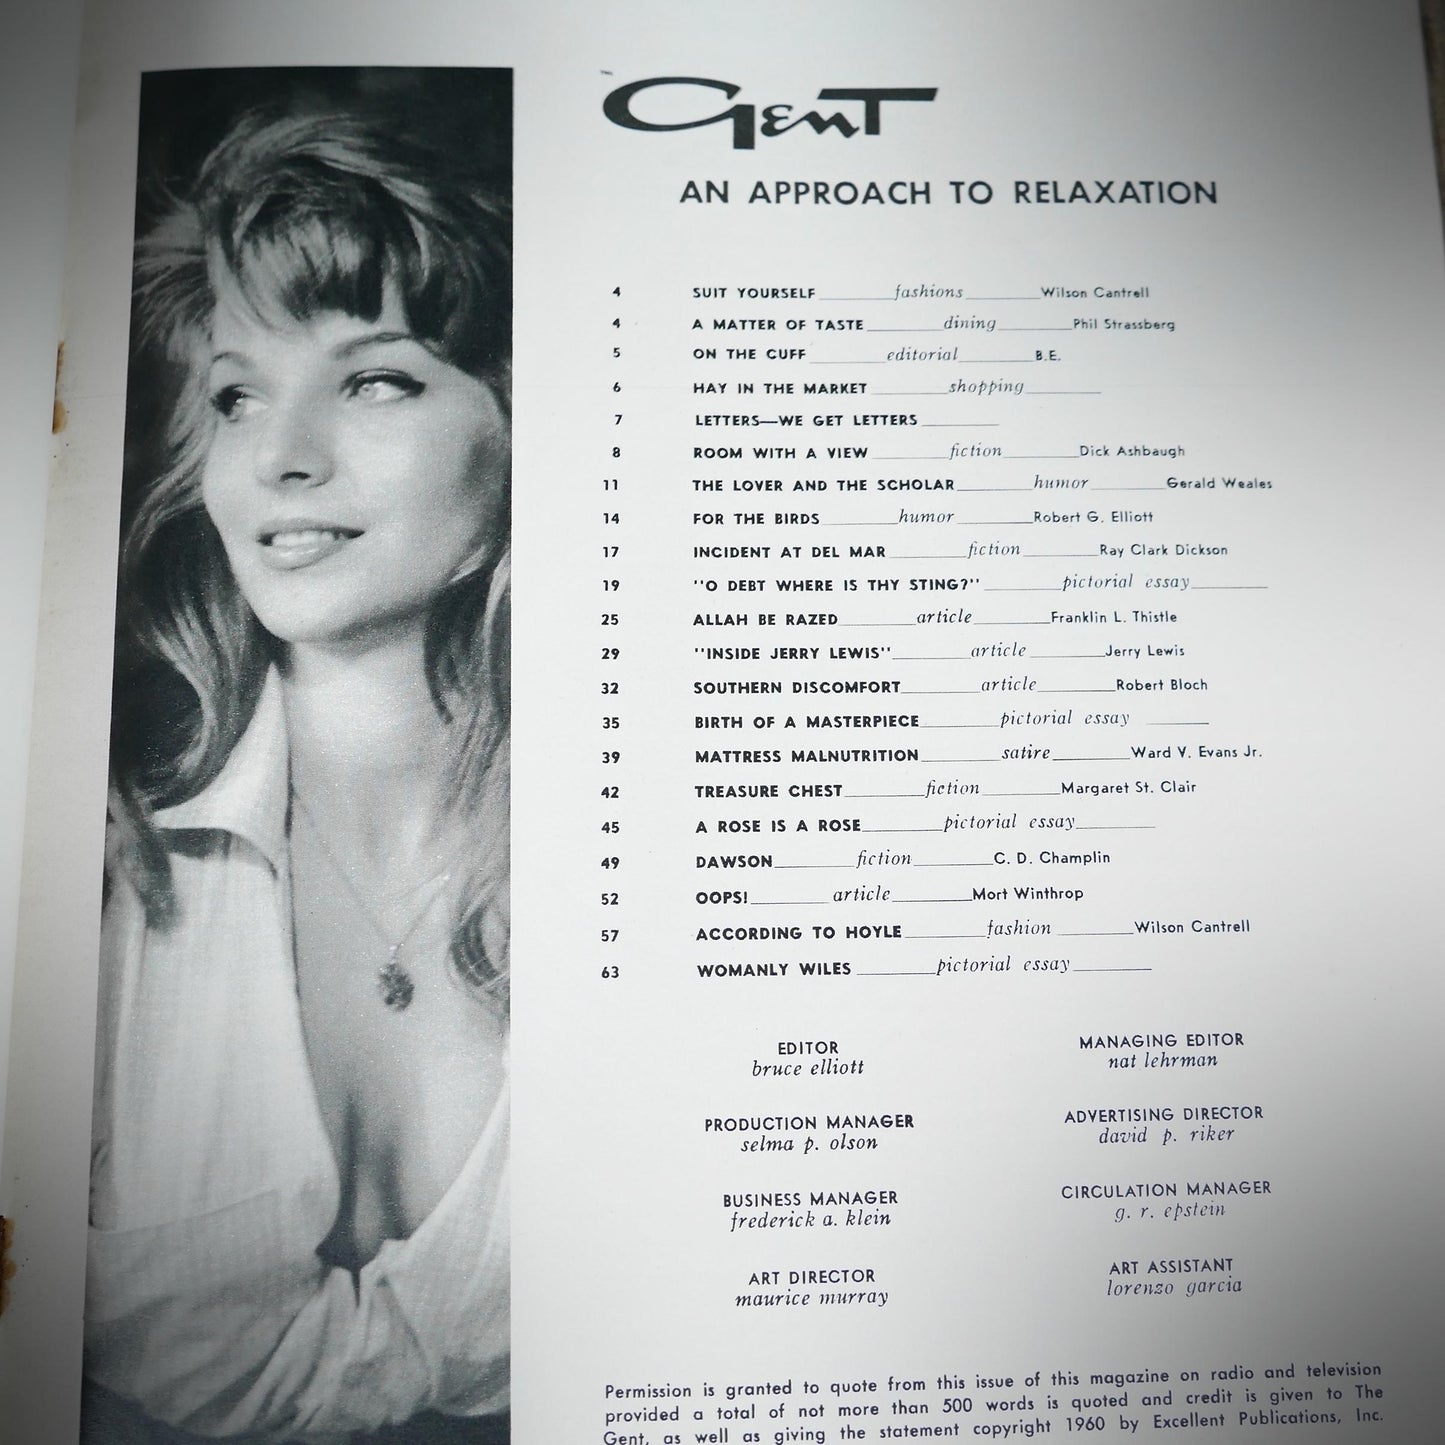 THE
Gent
AN APPROACH TO RELAXATION
4 SUIT YOURSELF fashions Wilson Cantrell
4 A MATTER OF TASTE dining Phil Strassberg
5 ON THE CUFF editorial B.E.
6 HAY IN THE MARKET shopping
7 LETTERS—WE GET LETTERS
8 ROOM WITH A VIEW fiction Dick Ashbaugh
11 THE LOVER AND THE SCHOLAR humor Gerald Weales
14 FOR THE BIRDS humor Robert G. Elliott
17 INCIDENT AT DEL MAR fiction Ray Clark Dickson
19 "O DEBT WHERE IS THY STING?" pictorial essay
25 ALLAH BE RAZED article Franklin L. Thistle
29 "INSIDE JERRY LEWIS" article Jerry Lewis
32 SOUTHERN DISCOMFORT article Robert Bloch
35 BIRTH OF A MASTERPIECE pictorial essay
39 MATTRESS MALNUTRITION satire Ward V. Evans Jr.
42 TREASURE CHEST fiction Margaret St. Clair
45 A ROSE IS A ROSE pictorial essay
49 DAWSON fiction C. D. Champlin
52 OOPS! article Mort Winthrop
57 ACCORDING TO HOYLE fashion Wilson Cantrell
63 WOMANLY WILES pictorial essay
EDITOR
bruce elliott
MANAGING EDITOR
nat lehrman
PRODUCTION MANAGER
selma p. olson
ADVERTISING DIRECTOR
david p. riker
BUSINESS MANAGER
frederick a. klein
CIRCULATION MANAGER
g. r. epstein
ART DIRECTOR
maurice murray
ART ASSISTANT
lorenzo garcia
Permission is granted to quote from this issue of this magazine on radio and television
provided a total of not more than 500 words is quoted and credit is given to The
Gent, as well as giving the statement copyright 1960 by Excellent Publications, Inc.